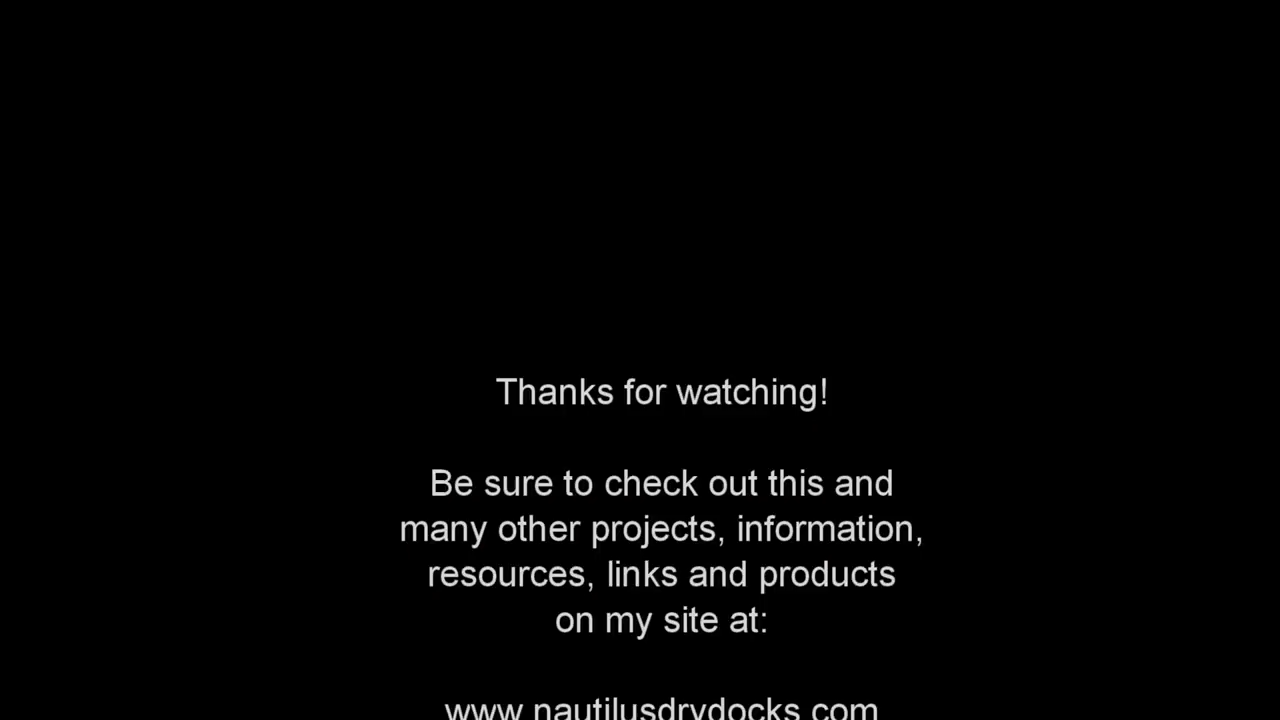 Thanks for watching!
Be sure to check out this and
many other projects, information,
resources, links and products
on my site at:
www.nautilusdrydocks.com